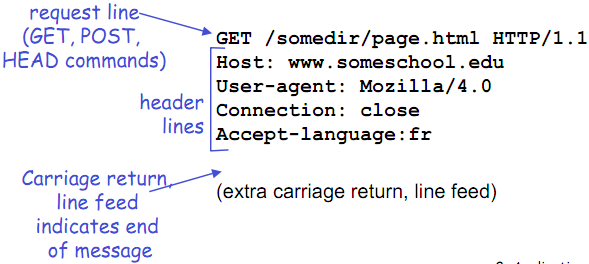 request line
(GET, POST,
HEAD commands)
GET /somedir/page.html HTTP/1.1
Host: www.someschool.edu
User-agent: Mozilla/4.0
Connection: close
Accept-language:fr
header
lines
Carriage return,
line feed
indicates end
of message
(extra carriage return, line feed)